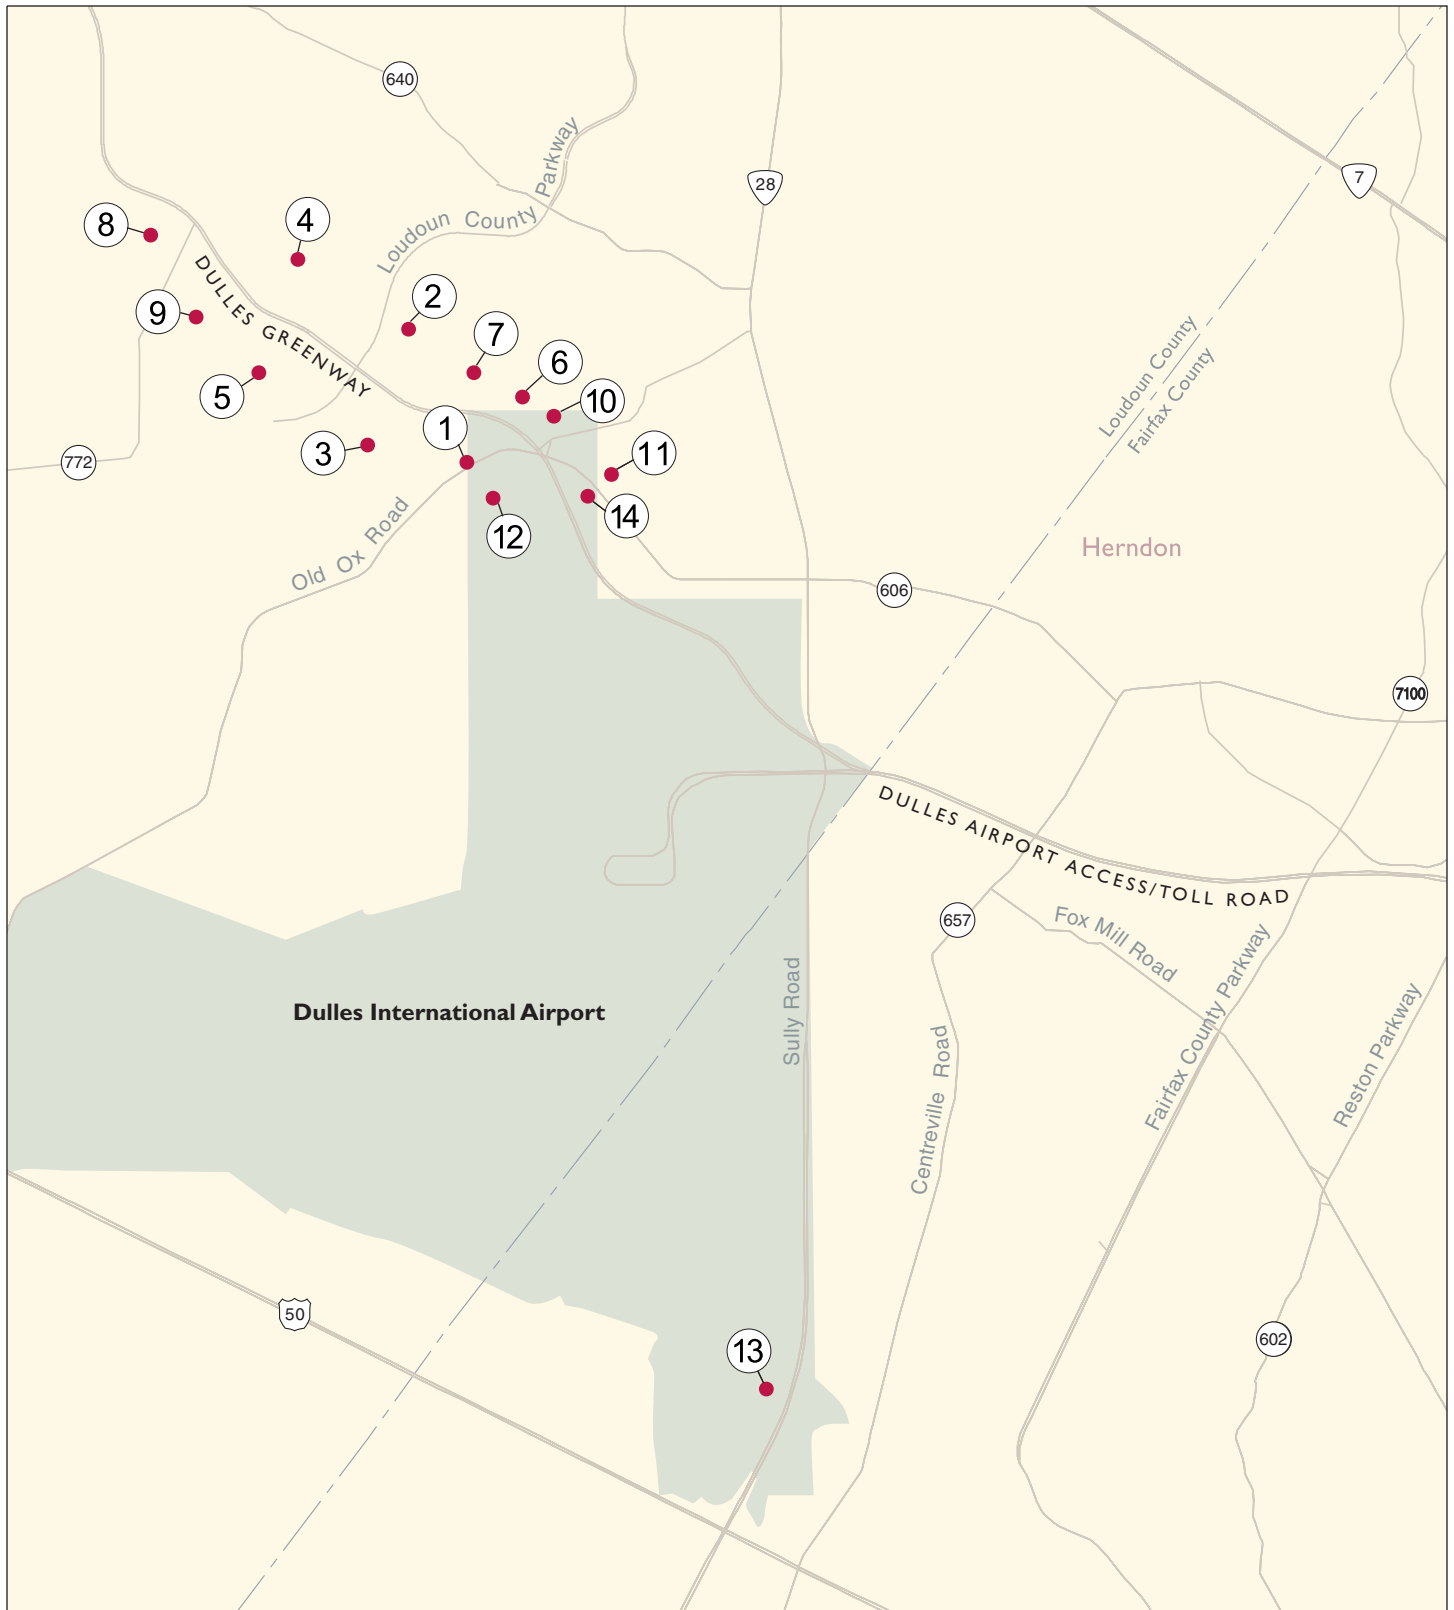 640
Loudoun County Parkway
28
7
8
4
DULLES GREENWAY
2
9
7
6
5
10
1
3
11
772
14
12
Old Ox Road
Loudoun County
Fairfax County
Herndon
606
7100
DULLES AIRPORT ACCESS/TOLL ROAD
657
Fox Mill Road
Sully Road
Dulles International Airport
Centreville Road
Fairfax County Parkway
Reston Parkway
50
13
602